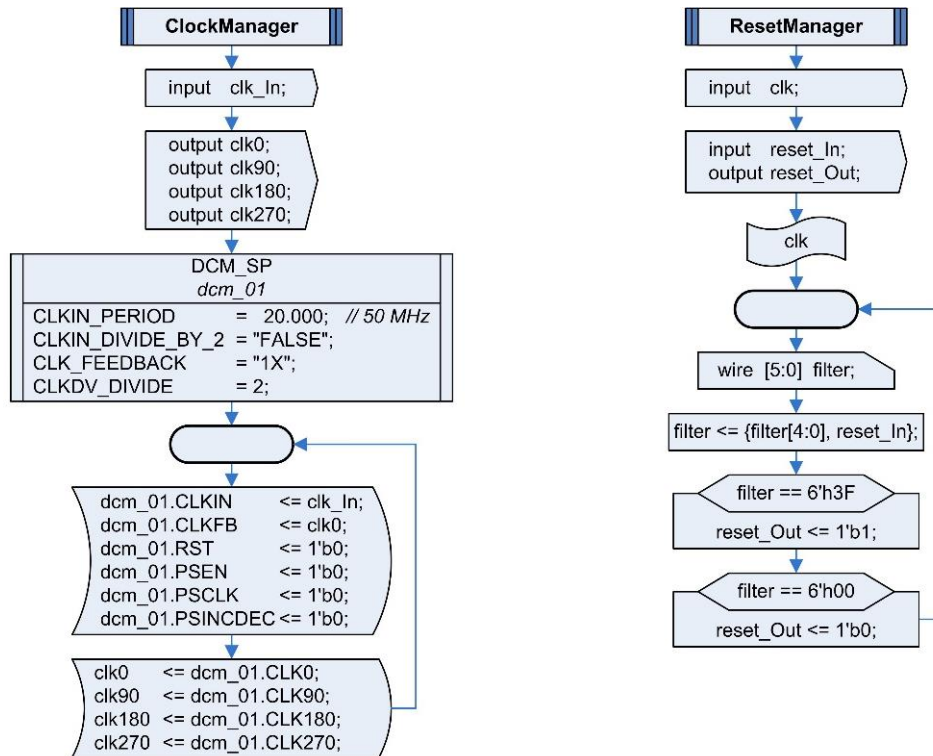 ClockManager
input clk_In;
output clk0;
output clk90;
output clk180;
output clk270;
DCM_SP
dcm_01
CLKIN_PERIOD = 20.000; // 50 MHz
CLKIN_DIVIDE_BY_2 = "FALSE";
CLK_FEEDBACK = "1X";
CLKDV_DIVIDE = 2;
dcm_01.CLKIN <= clk_In;
dcm_01.CLKFB <= clk0;
dcm_01.RST <= 1'b0;
dcm_01.PSEN <= 1'b0;
dcm_01.PSCLK <= 1'b0;
dcm_01.PSINCDEC <= 1'b0;
clk0 <= dcm_01.CLK0;
clk90 <= dcm_01.CLK90;
clk180 <= dcm_01.CLK180;
clk270 <= dcm_01.CLK270;
ResetManager
input clk;
input reset_In;
output reset_Out;
clk
wire [5:0] filter;
filter <= {filter[4:0], reset_In};
filter == 6'h3F
reset_Out <= 1'b1;
filter == 6'h00
reset_Out <= 1'b0;